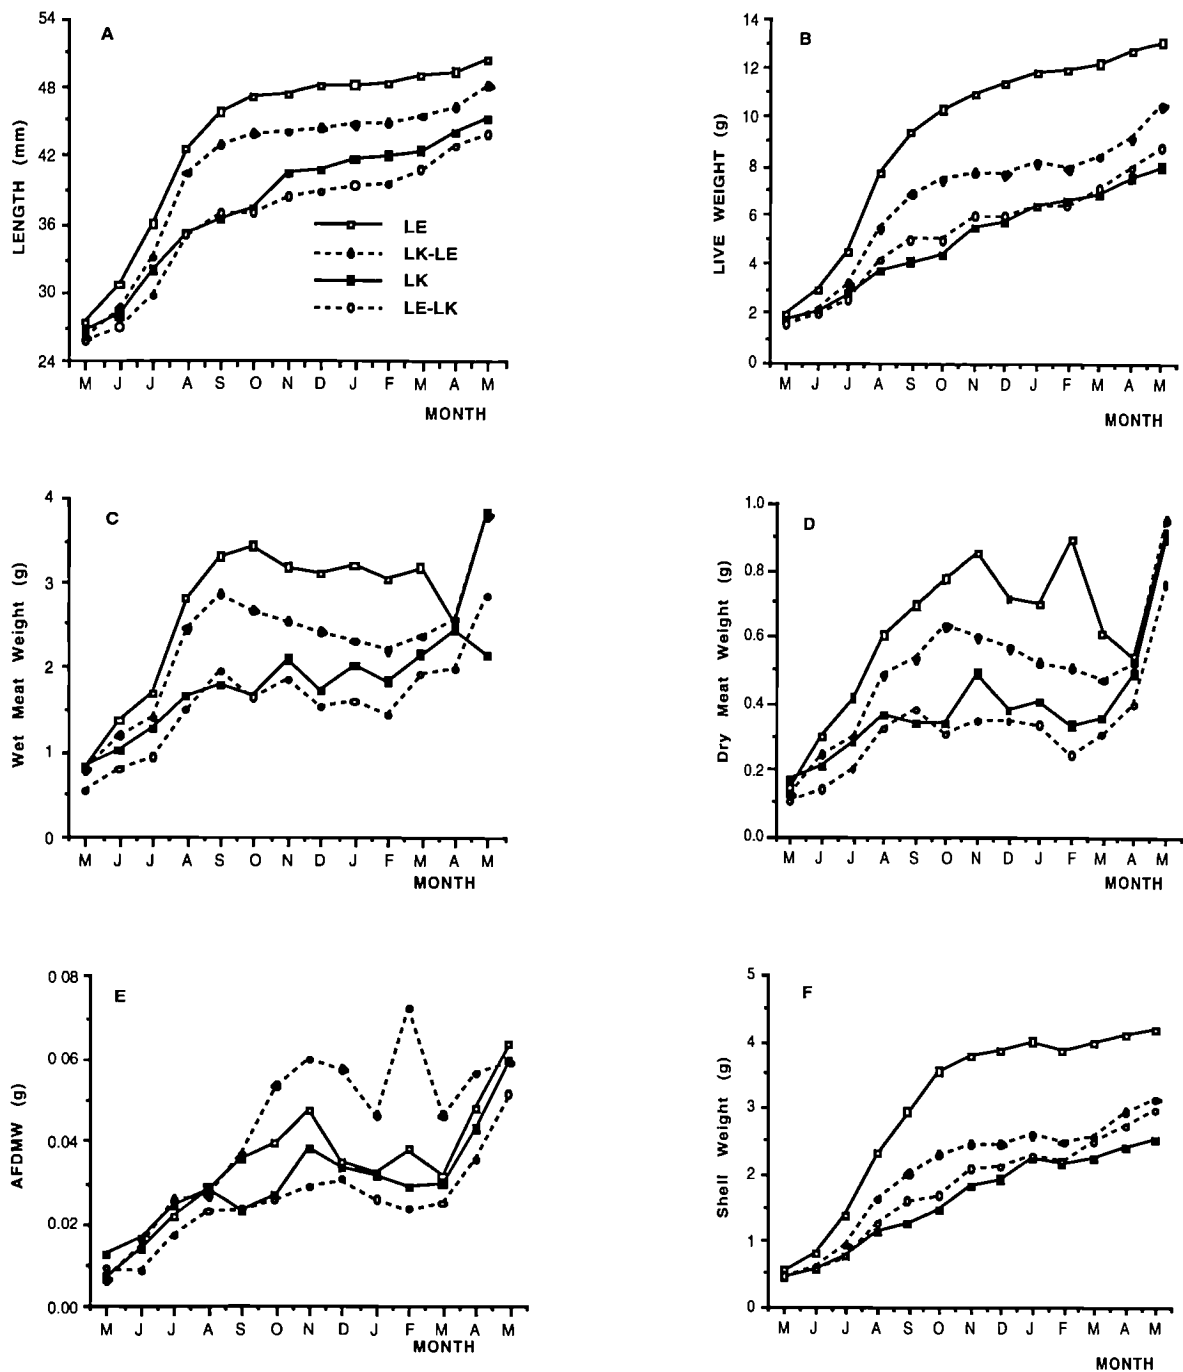 A
LENGTH (mm)
54
48
42
36
30
24
LE
LK-LE
LK
LE-LK
M J J A S O N D J F M A M
MONTH
B
LIVE WEIGHT (g)
14
12
10
8
6
4
2
0
M J J A S O N D J F M A M
MONTH
C
Wet Meat Weight (g)
4
3
2
1
0
M J J A S O N D J F M A M
MONTH
D
Dry Meat Weight (g)
1.0
0.8
0.6
0.4
0.2
0.0
M J J A S O N D J F M A M
MONTH
E
AFDMW (g)
0 08
0 06
0.04
0.02
0.00
M J J A S O N D J F M A M
MONTH
F
Shell Weight (g)
5
4
3
2
1
0
M J J A S O N D J F M A M
MONTH